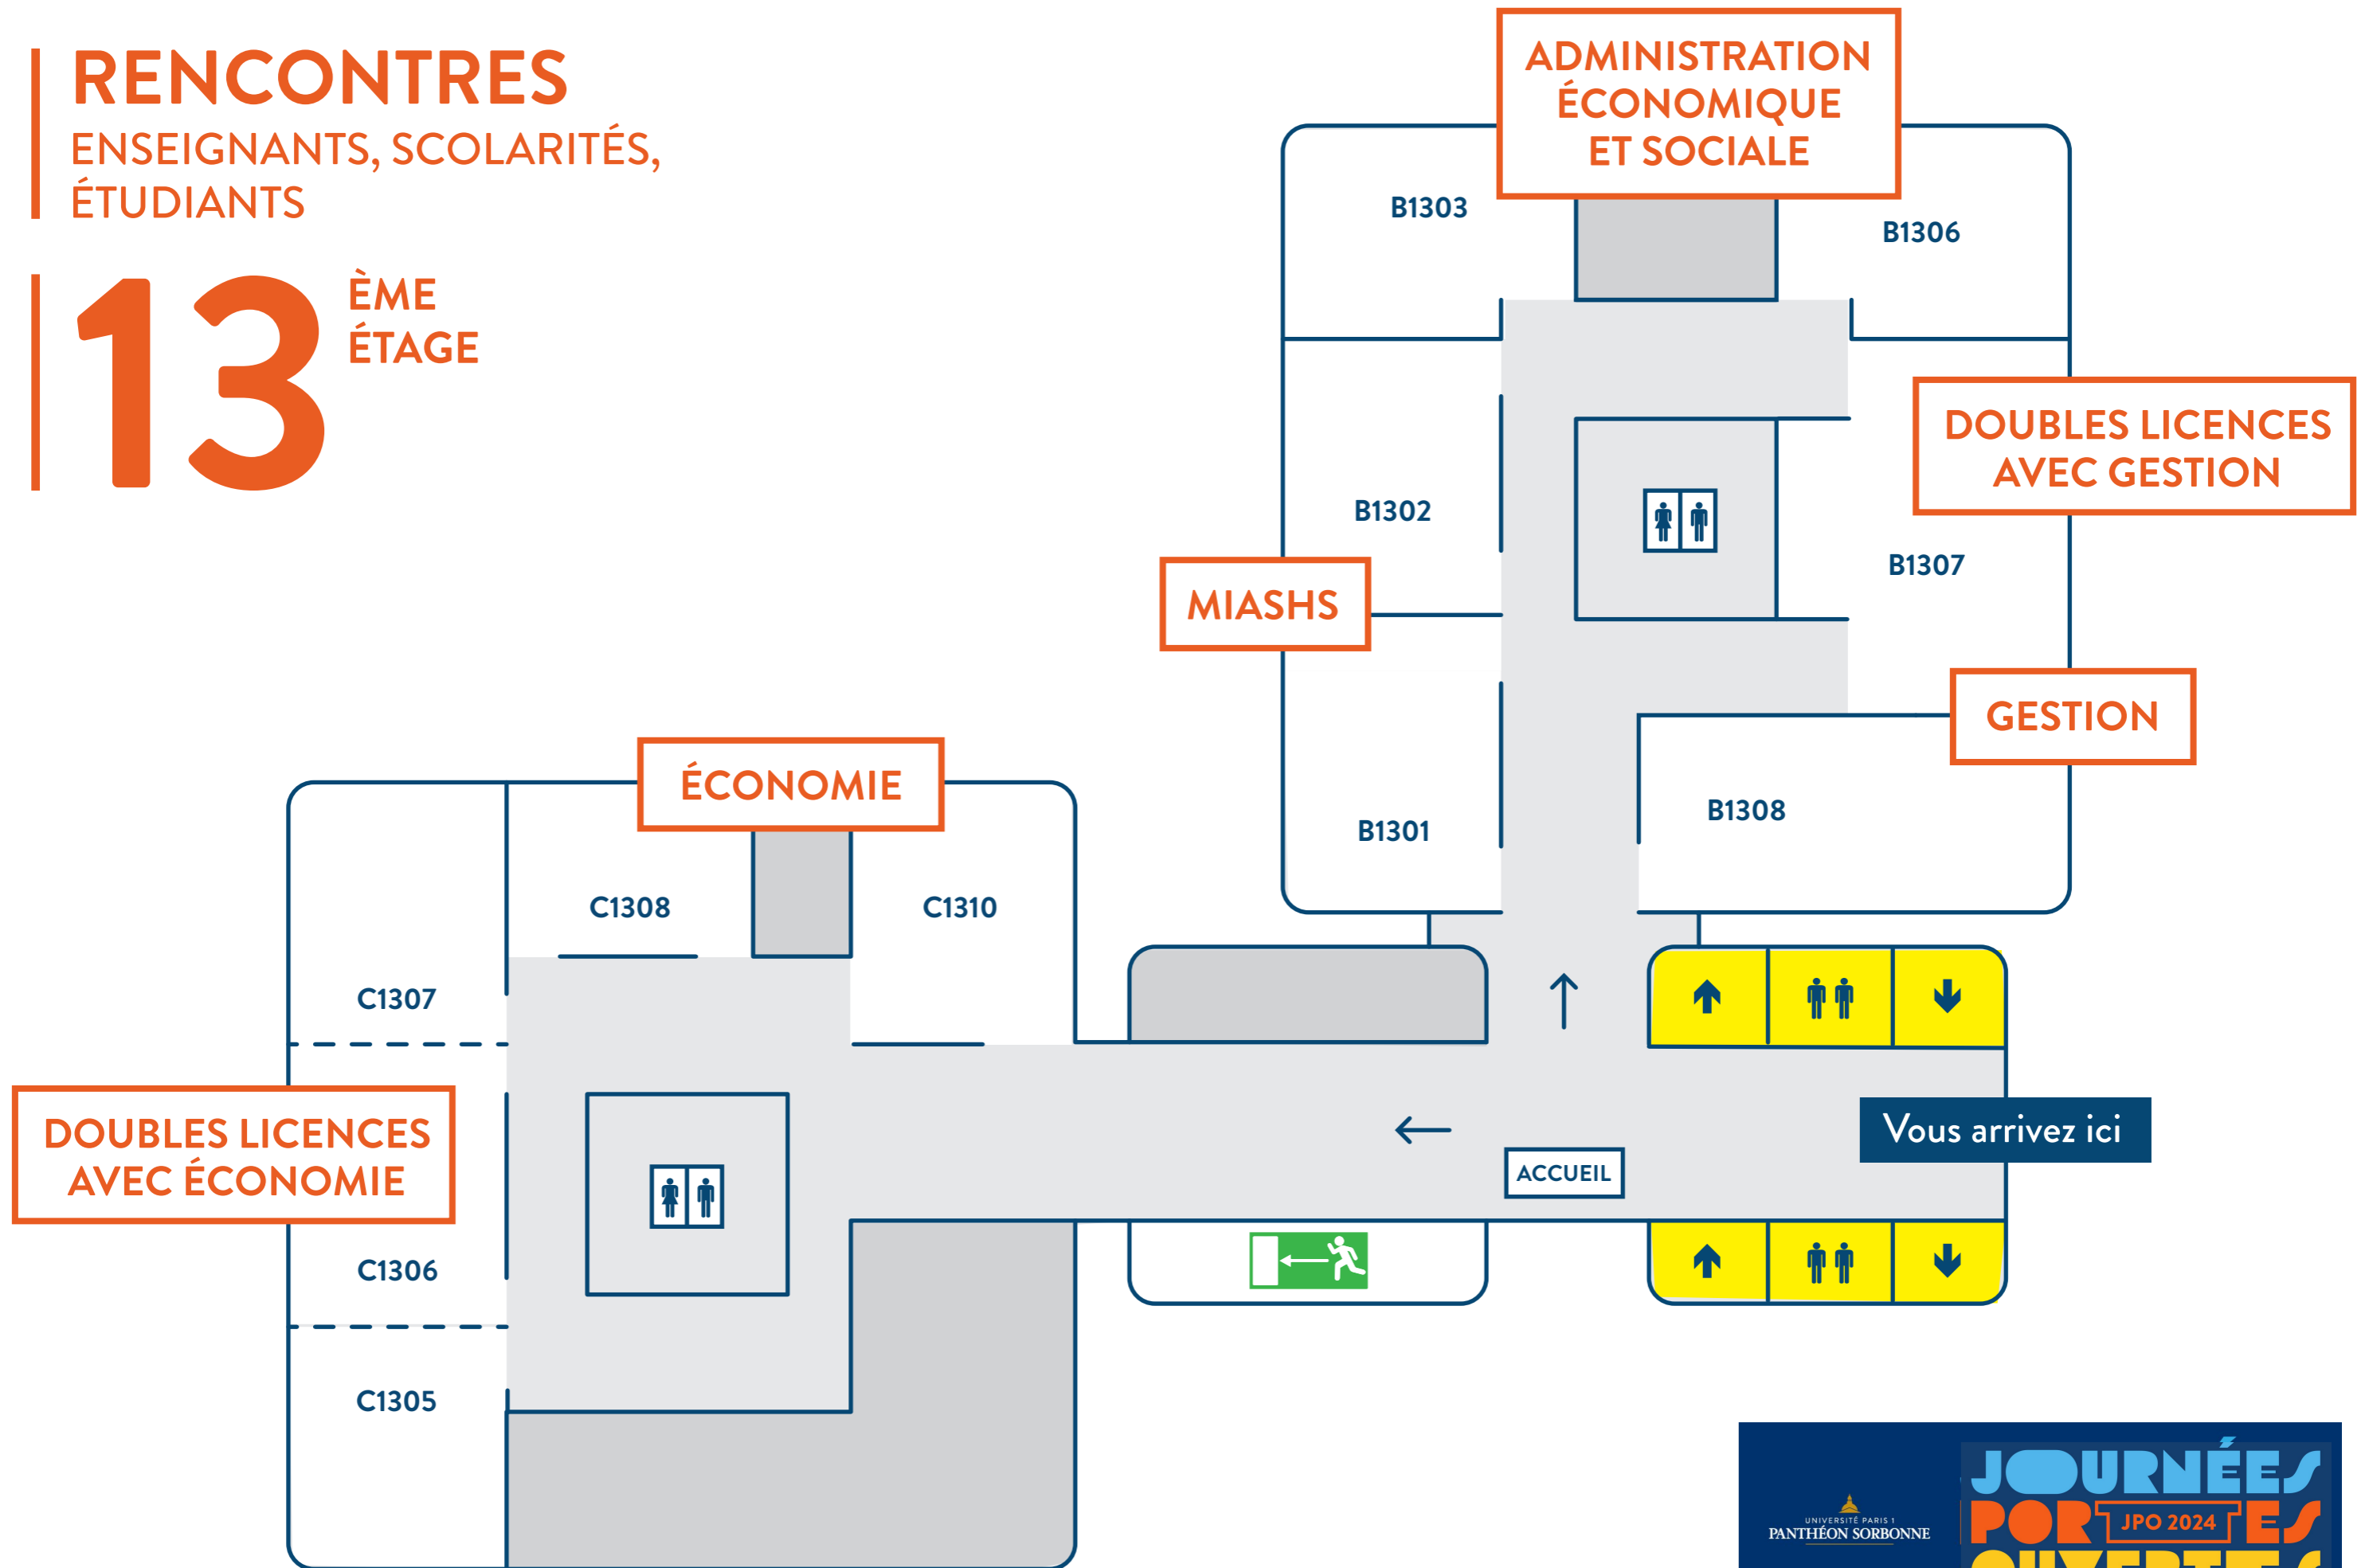 RENCONTRES
ENSEIGNANTS, SCOLARITÉS,
ÉTUDIANTS
13 ÈME
ÉTAGE
ADMINISTRATION
ÉCONOMIQUE
ET SOCIALE
B1303
B1306
DOUBLES LICENCES
AVEC GESTION
B1302
B1307
MIASHS
GESTION
B1308
B1301
ÉCONOMIE
C1308
C1310
C1307
DOUBLES LICENCES
AVEC ÉCONOMIE
Vous arrivez ici
ACCUEIL
C1306
C1305
UNIVERSITÉ PARIS 1
PANTHÉON SORBONNE
JOURNÉES
PORTES
JPO 2024
OUVERTES